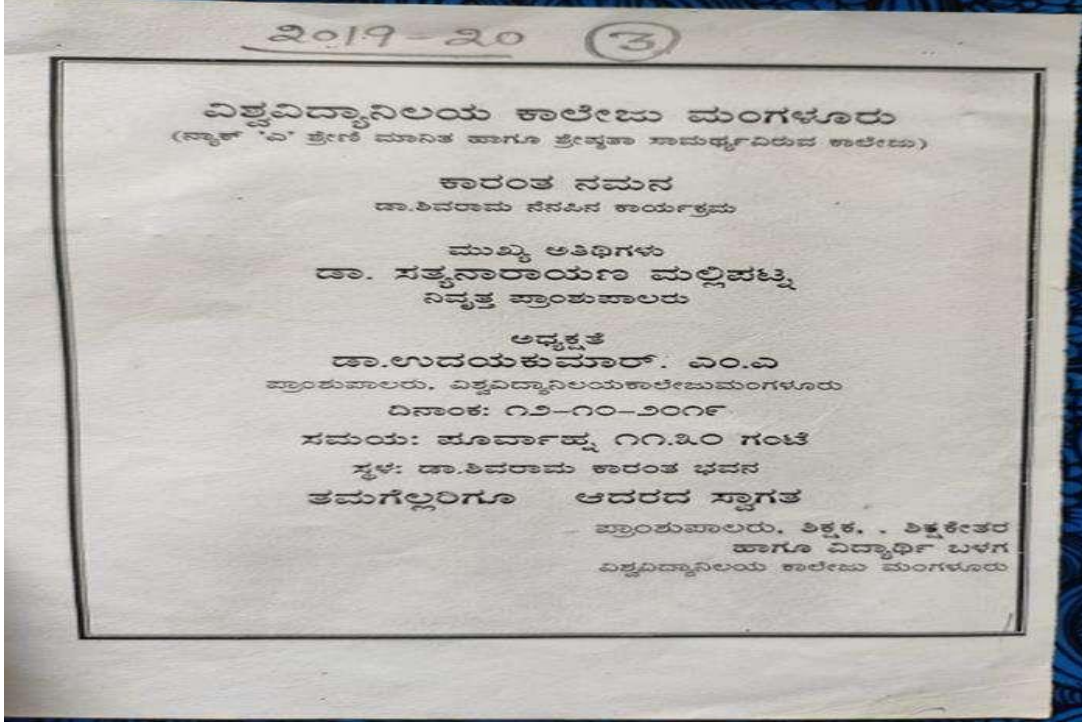 ೨೦19-೨೦ (3)
ವಿಶ್ವವಿದ್ಯಾನಿಲಯ ಕಾಲೇಜು ಮಂಗಳೂರು
(ನ್ಯಾಕ್ 'ಎ' ಶ್ರೇಣಿ ಮಾನಿತ ಹಾಗೂ ಶ್ರೇಷ್ಠತಾ ಸಾಮರ್ಥ್ಯವಿರುವ ಕಾಲೇಜು)
ಕಾರಂತ ನಮನ
ಡಾ.ಶಿವರಾಮ ನೆನಪಿನ ಕಾರ್ಯಕ್ರಮ
ಮುಖ್ಯ ಅತಿಥಿಗಳು
ಡಾ. ಸತ್ಯನಾರಾಯಣ ಮಲ್ಲಿಪಟ್ನ
ನಿವೃತ್ತ ಪ್ರಾಂಶುಪಾಲರು
ಅಧ್ಯಕ್ಷತೆ
ಡಾ.ಉದಯಕುಮಾರ್. ಎಂ.ಎ
ಪ್ರಾಂಶುಪಾಲರು, ವಿಶ್ವವಿದ್ಯಾನಿಲಯಕಾಲೇಜುಮಂಗಳೂರು
ದಿನಾಂಕ: ೧೨-೧೦-೨೦೧೯
ಸಮಯ: ಪೂರ್ವಾಹ್ನ ೧೧.೩೦ ಗಂಟೆ
ಸ್ಥಳ: ಡಾ.ಶಿವರಾಮ ಕಾರಂತ ಭವನ
ತಮಗೆಲ್ಲರಿಗೂ ಆದರದ ಸ್ವಾಗತ
ಪ್ರಾಂಶುಪಾಲರು, ಶಿಕ್ಷಕ, . ಶಿಕ್ಷಕೇತರ
ಹಾಗೂ ವಿದ್ಯಾರ್ಥಿ ಬಳಗ
ವಿಶ್ವವಿದ್ಯಾನಿಲಯ ಕಾಲೇಜು ಮಂಗಳೂರು